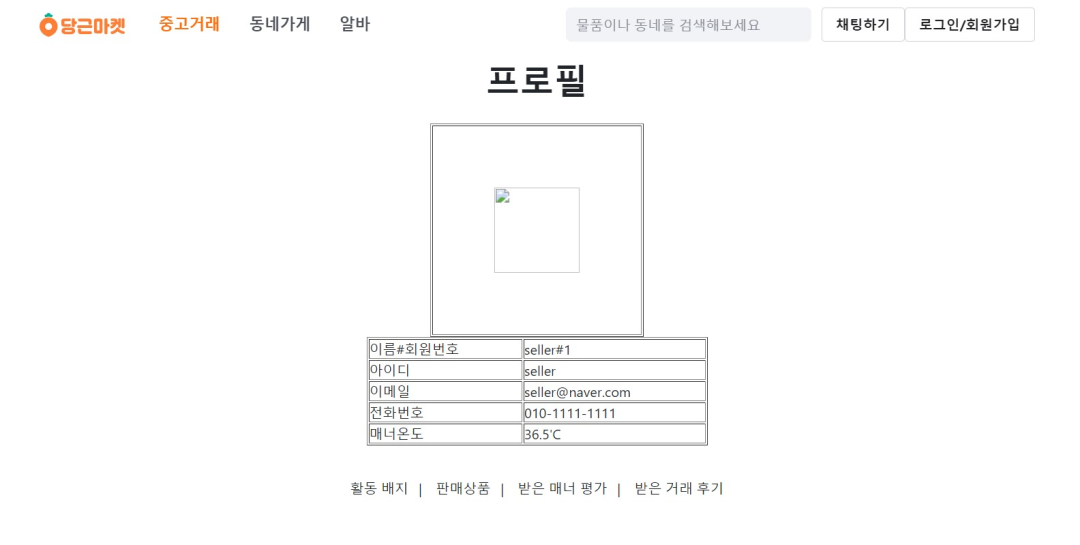 당근마켓 중고거래 동네가게 알바 물품이나 동네를 검색해보세요 채팅하기 로그인/회원가입
프로필
이름#회원번호 seller#1
아이디 seller
이메일 seller@naver.com
전화번호 010-1111-1111
매너온도 36.5'C
활동 배지 | 판매상품 | 받은 매너 평가 | 받은 거래 후기